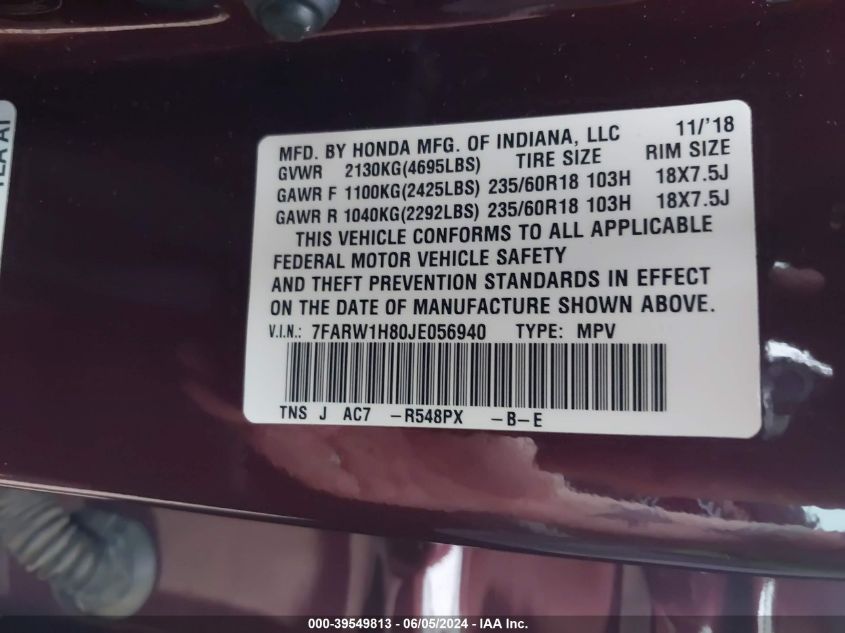 MFD. BY HONDA MFG. OF INDIANA, LLC 11/'18
GVWR 2130KG(4695LBS) TIRE SIZE RIM SIZE
GAWR F 1100KG(2425LBS) 235/60R18 103H 18X7.5J
GAWR R 1040KG(2292LBS) 235/60R18 103H 18X7.5J
THIS VEHICLE CONFORMS TO ALL APPLICABLE
FEDERAL MOTOR VEHICLE SAFETY
AND THEFT PREVENTION STANDARDS IN EFFECT
ON THE DATE OF MANUFACTURE SHOWN ABOVE.
V.I.N.: 7FARW1H80JE056940 TYPE: MPV
TNS J AC7 -R548PX -B-E
000-39549813 - 06/05/2024 - IAA Inc.